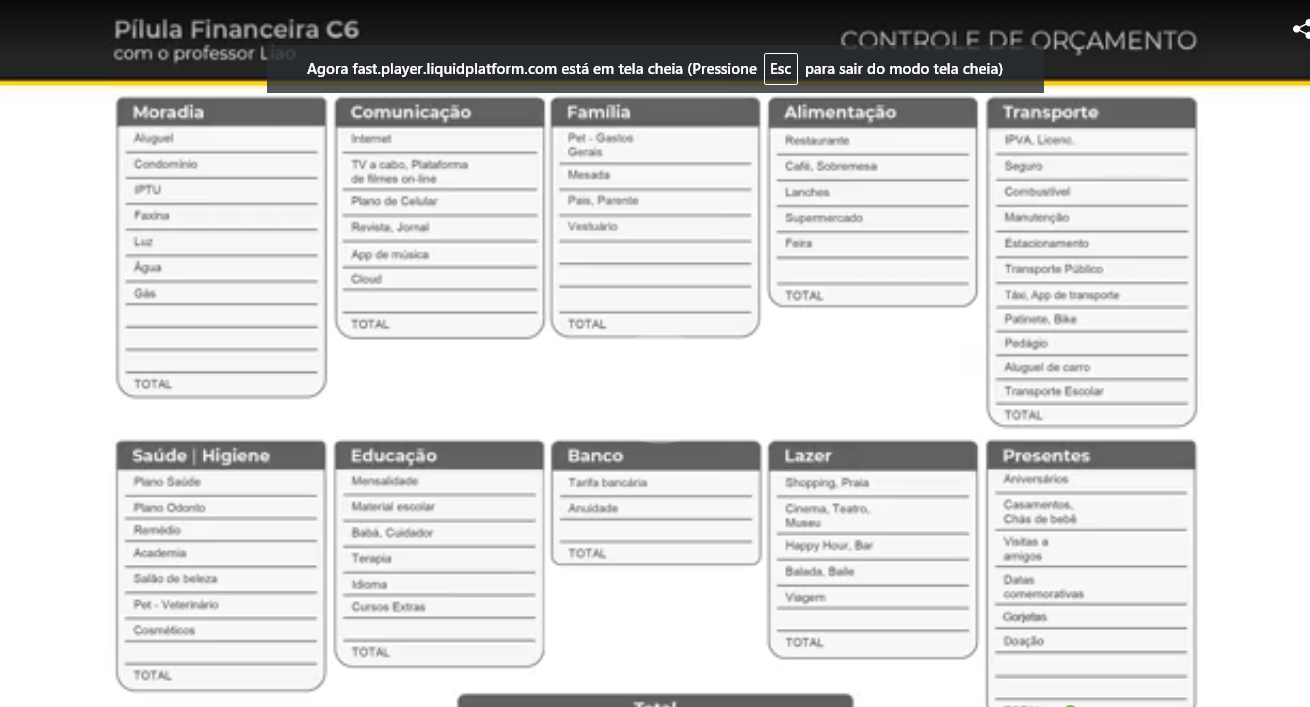 Pílula Financeira C6
com o professor Liao
CONTROLE DE ORÇAMENTO
Agora fast.player.liquidplatform.com está em tela cheia (Pressione Esc para sair do modo tela cheia)
Moradia
Aluguel
Condomínio
IPTU
Faxina
Luz
Água
Gás
TOTAL
Comunicação
Internet
TV a cabo, Plataforma
de filmes on-line
Plano de Celular
Revista, Jornal
App de música
Cloud
TOTAL
Família
Pet - Gastos
Gerais
Mesada
Pais, Parente
Vestuário
TOTAL
Alimentação
Restaurante
Café, Sobremesa
Lanches
Supermercado
Feira
TOTAL
Transporte
IPVA, Licenc.
Seguro
Combustível
Manutenção
Estacionamento
Transporte Público
Táxi, App de transporte
Patinete, Bike
Pedágio
Aluguel de carro
Transporte Escolar
TOTAL
Saúde | Higiene
Plano Saúde
Plano Odonto
Remédio
Academia
Salão de beleza
Pet - Veterinário
Cosméticos
TOTAL
Educação
Mensalidade
Material escolar
Babá, Cuidador
Terapia
Idioma
Cursos Extras
TOTAL
Banco
Tarifa bancária
Anuidade
TOTAL
Lazer
Shopping, Praia
Cinema, Teatro,
Museu
Happy Hour, Bar
Balada, Baile
Viagem
TOTAL
Presentes
Aniversários
Casamentos,
Chás de bebê
Visitas a
amigos
Datas
comemorativas
Gorjetas
Doação
TOTAL
Total